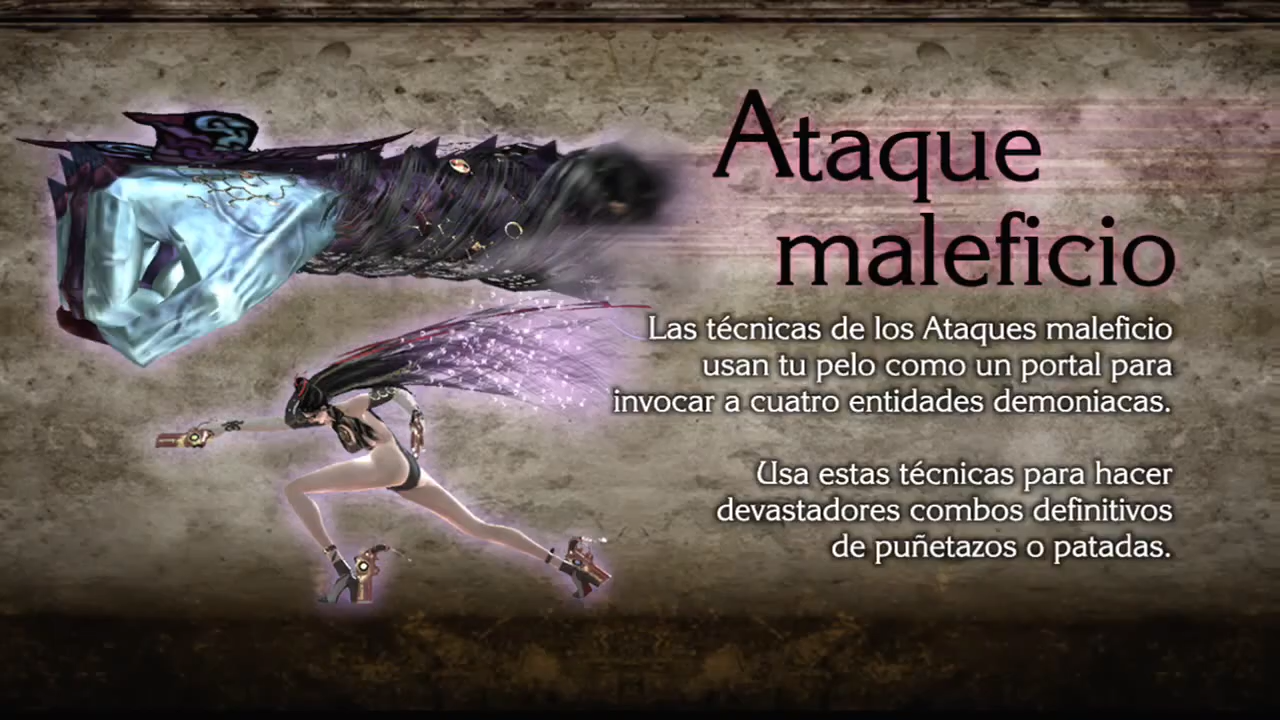 Ataque
maleficio
Las técnicas de los Ataques maleficio
usan tu pelo como un portal para
invocar a cuatro entidades demoniacas.
Usa estas técnicas para hacer
devastadores combos definitivos
de puñetazos o patadas.